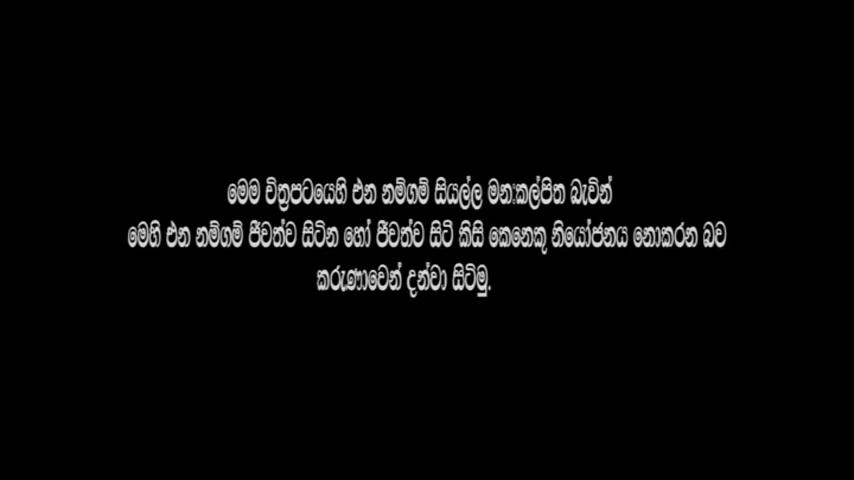 මෙම චිත්‍රපටයෙහි එන නම්ගම් සියල්ල මනඃකල්පිත බැවින්
මෙහි එන නම්ගම් ජීවත්ව සිටින හෝ ජීවත්ව සිටි කිසි කෙනෙකු නියෝජනය නොකරන බව
කරුණාවෙන් දන්වා සිටිමු.